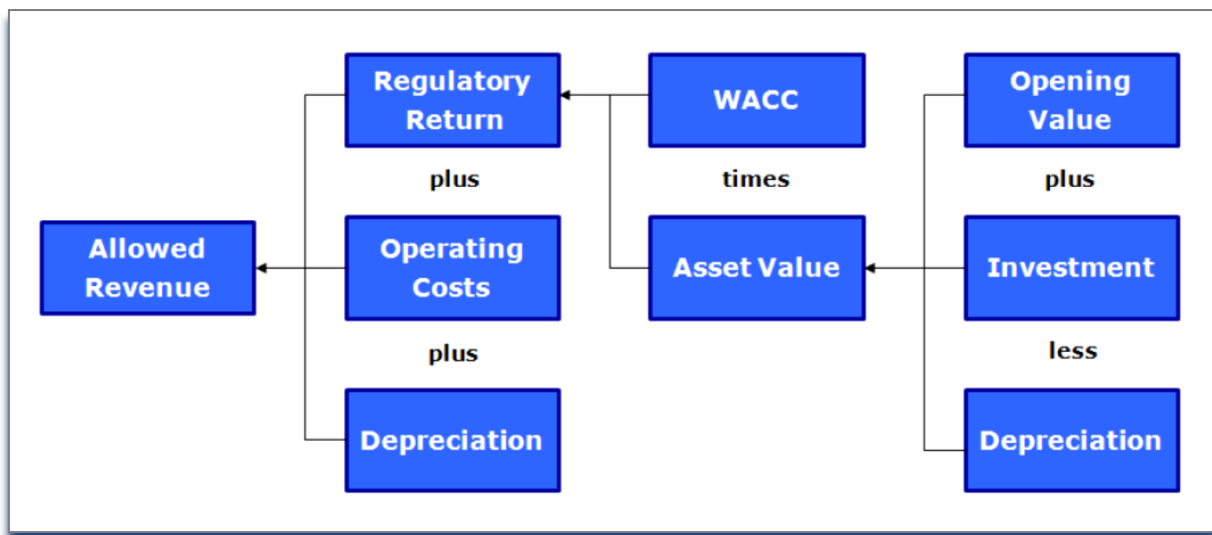 Regulatory
Return
plus
Operating
Costs
plus
Depreciation
Allowed
Revenue
WACC
times
Asset Value
Opening
Value
plus
Investment
less
Depreciation